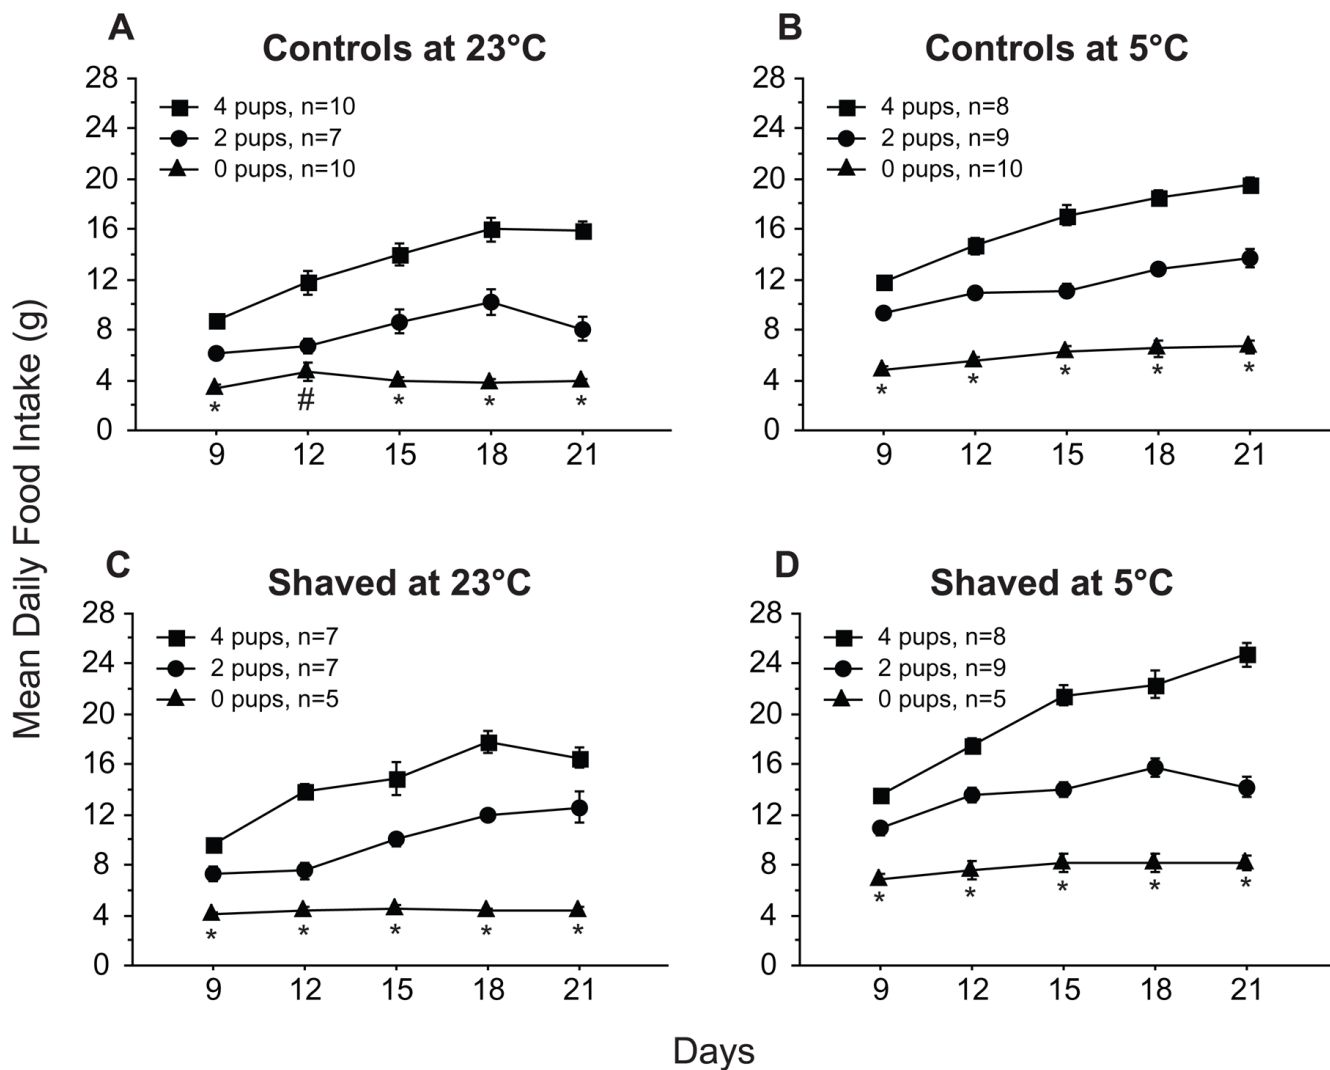 Mean Daily Food Intake (g)
A
Controls at 23°C
28
24
20
16
12
8
4
0
4 pups, n=10
2 pups, n=7
0 pups, n=10
* # * * *
9 12 15 18 21
B
Controls at 5°C
28
24
20
16
12
8
4
0
4 pups, n=8
2 pups, n=9
0 pups, n=10
* * * * *
9 12 15 18 21
C
Shaved at 23°C
28
24
20
16
12
8
4
0
4 pups, n=7
2 pups, n=7
0 pups, n=5
* * * * *
9 12 15 18 21
D
Shaved at 5°C
28
24
20
16
12
8
4
0
4 pups, n=8
2 pups, n=9
0 pups, n=5
* * * * *
9 12 15 18 21
Days